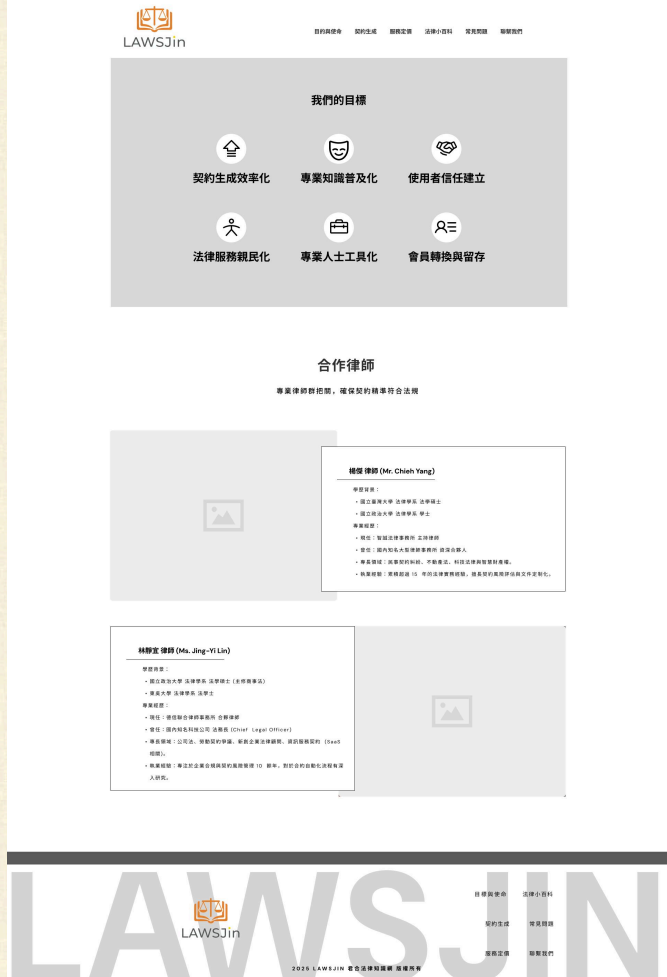 LAWSJin
目的與使命 契約生成 服務定價 法律小百科 常見問題 聯繫我們
我們的目標
契約生成效率化 專業知識普及化 使用者信任建立
法律服務親民化 專業人士工具化 會員轉換與留存
合作律師
專業律師群把關，確保契約精準符合法規
楊傑 律師 (Mr. Chieh Yang)
學歷背景：
• 國立臺灣大學 法律學系 法學碩士
• 國立政治大學 法律學系 學士
專業經歷：
• 現任：智誠法律事務所 主持律師
• 曾任：國內知名大型律師事務所 資深合夥人
• 專長領域：民事契約糾紛、不動產法、科技法律與智慧財產權。
• 執業經驗：累積超過 15 年的法律實務經驗，擅長契約風險評估與文件定制化。
林靜宜 律師 (Ms. Jing-Yi Lin)
學歷背景：
• 國立政治大學 法律學系 法學碩士 (主修商事法)
• 東吳大學 法律學系 法學士
專業經歷：
• 現任：德信聯合律師事務所 合夥律師
• 曾任：國內知名科技公司 法務長 (Chief Legal Officer)
• 專長領域：公司法、勞動契約爭議、新創企業法律顧問、資訊服務契約 (SaaS
相關)。
• 執業經驗：專注於企業合規與契約風險管理 10 餘年，對於合約自動化流程有深
入研究。
LAWSJIN
目標與使命 法律小百科
LAWSJin
契約生成 常見問題
服務定價 聯繫我們
2025 LAWSJIN 君合法律知識網 版權所有